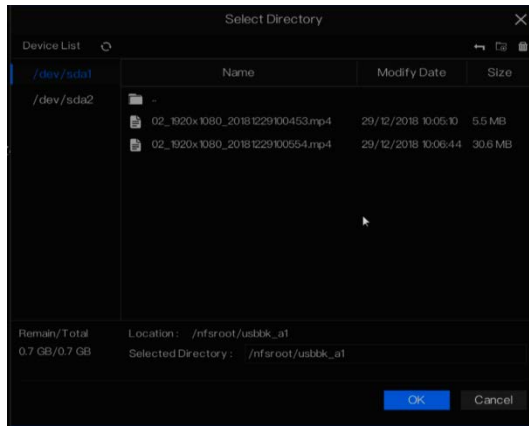 Select Directory
Device List
Name Modify Date Size
/dev/sda1
/dev/sda2
-
02_1920x1080_20181229100453.mp4 29/12/2018 10:05:10 5.5 MB
02_1920x1080_20181229100554.mp4 29/12/2018 10:06:44 30.6 MB
Remain/Total
0.7 GB/0.7 GB
Location : /nfsroot/usbbk_a1
Selected Directory : /nfsroot/usbbk_a1
OK Cancel